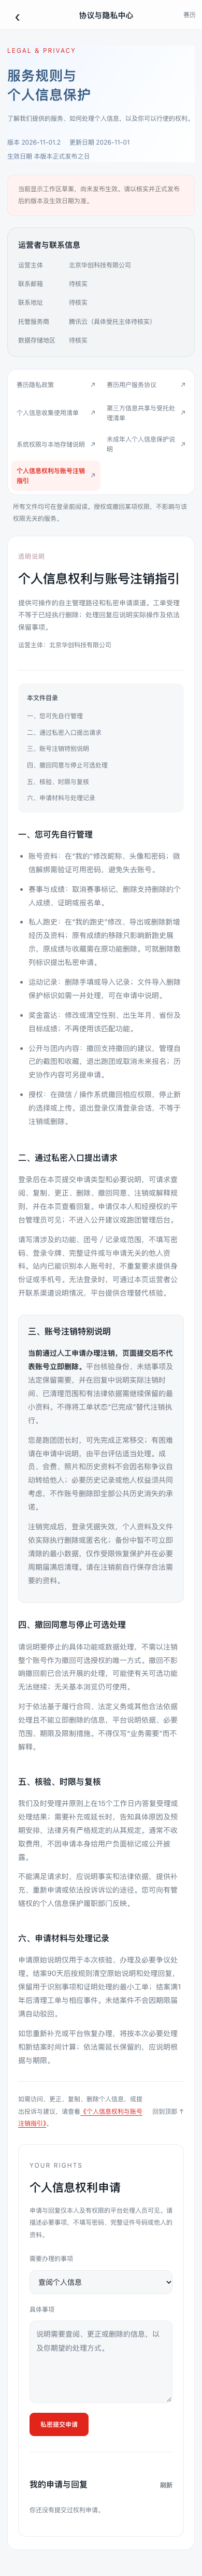 协议与隐私中心
赛历
LEGAL & PRIVACY
服务规则与
个人信息保护
了解我们提供的服务、如何处理个人信息，以及你可以行使的权利。
版本 2026-11-01.2 更新日期 2026-11-01
生效日期 本版本正式发布之日
当前显示工作区草案，尚未发布生效。请以核实并正式发布
后的版本及生效日期为准。
运营者与联系信息
运营主体 北京华创科技有限公司
联系邮箱 待核实
联系地址 待核实
托管服务商 腾讯云（具体受托主体待核实）
数据存储地区 待核实
赛历隐私政策 ↗
赛历用户服务协议 ↗
个人信息收集使用清单 ↗
第三方信息共享与受托处
理清单 ↗
系统权限与本地存储说明 ↗
未成年人个人信息保护说
明 ↗
个人信息权利与账号注销
指引 ↗
所有文件均可在登录前阅读。授权或撤回某项权限，不影响与该
权限无关的服务。
透明说明
个人信息权利与账号注销指引
提供可操作的自主管理路径和私密申请渠道。工单受理
不等于已经执行删除；处理回复应说明实际操作及依法
保留事项。
运营主体：北京华创科技有限公司
本文件目录
一、您可先自行管理
二、通过私密入口提出请求
三、账号注销特别说明
四、撤回同意与停止可选处理
五、核验、时限与复核
六、申请材料与处理记录
一、您可先自行管理
• 账号资料：在“我的”修改昵称、头像和密码；微
信解绑需验证可用密码，避免失去账号。
• 赛事与成绩：取消赛事标记、删除支持删除的个
人成绩、证明或报名单。
• 私人跑史：可在“我的跑史”修改、导出或删除新增
经历及资料；原有成绩的移除只影响新跑史展
示，原成绩与收藏需在原功能删除。可就删除散
列标识提出私密申请。
• 运动记录：删除手填或导入记录；文件导入删除
保护标识如需一并处理，可在申请中说明。
• 奖金雷达：修改或清空性别、出生年月、省份及
目标成绩；不再使用该匹配功能。
• 公开与团内内容：撤回支持撤回的建议，管理自
己的截图和收藏，退出跑团或取消未来报名；历
史协作内容可另提申请。
• 授权：在微信 / 操作系统撤回相应权限，停止新
的选择或上传。退出登录仅清登录会话，不等于
注销或删除。
二、通过私密入口提出请求
登录后在本页提交申请类型和必要说明，可请求查
阅、复制、更正、删除、撤回同意、注销或解释规
则，并在本页查看回复。申请仅本人和经授权的平
台管理员可见；不进入公开建议或跑团管理后台。
请写清涉及的功能、团号 / 记录或范围，不填写密
码、登录令牌、完整证件或与申请无关的他人资
料。站内已能识别本人账号时，不重复要求提供身
份证或手机号。无法登录时，可通过本页运营者公
开联系渠道说明情况，平台提供合理替代核验。
三、账号注销特别说明
当前通过人工申请办理注销，页面提交后不代
表账号立即删除。平台核验身份、未结事项及
法定保留需要，并在回复中说明实际注销时
间、已清理范围和有法律依据需继续保留的最
小资料。不得将工单状态“已完成”替代注销执
行。
您是跑团团长时，可先完成正常移交；有困难
请在申请中说明，由平台评估适当处理。成
员、会费、照片和历史资料不会因名称争议自
动转给他人；必要历史记录或他人权益须共同
考虑，不作账号删除即全部公共历史消失的承
诺。
注销完成后，登录凭据失效，个人资料及文件
依实际执行删除或匿名化；备份中暂不可立即
清除的最小数据，仅作受限恢复保护并在必要
周期届满后清理。请在注销前自行保存合法需
要的资料。
四、撤回同意与停止可选处理
请说明要停止的具体功能或数据处理，不需以注销
整个账号作为撤回可选授权的唯一方式。撤回不影
响撤回前已合法开展的处理，可能使有关可选功能
无法继续；无关基本浏览仍可使用。
对于依法基于履行合同、法定义务或其他合法依据
处理且不能立即删除的信息，平台说明依据、必要
范围、期限及限制措施。不得仅写“业务需要”而不
解释。
五、核验、时限与复核
我们及时受理并原则上在15个工作日内答复受理或
处理结果；需要补充或延长时，告知具体原因及预
期安排，法律另有严格规定的从其规定。通常不收
取费用，不因申请本身给用户负面标记或公开披
露。
不能满足请求时，应说明事实和法律依据，提供补
充、重新申请或依法投诉诉讼的途径。您可向有管
辖权的个人信息保护履职部门反映。
六、申请材料与处理记录
申请原始说明仅用于本次核验、办理及必要争议处
理。结案90天后按规则清空原始说明和处理回复，
保留用于识别事项和证明处理的最小工单；结案满1
年后清理工单与相应事件。未结案件不会因期限届
满自动驳回。
如您重新补充或平台恢复办理，将按本次必要处理
和新结案时间计算；依法需延长保留的，应说明根
据与期限。
如需访问、更正、复制、删除个人信息，或提
出投诉与建议，请查看《个人信息权利与账号
注销指引》。
回到顶部 ↑
YOUR RIGHTS
个人信息权利申请
申请与回复仅本人及有权限的平台处理人员可见。请
描述必要事项，不填写密码、完整证件号码或他人的
资料。
需要办理的事项
查阅个人信息
具体事项
说明需要查阅、更正或删除的信息，以
及你期望的处理方式。
私密提交申请
我的申请与回复
刷新
你还没有提交过权利申请。